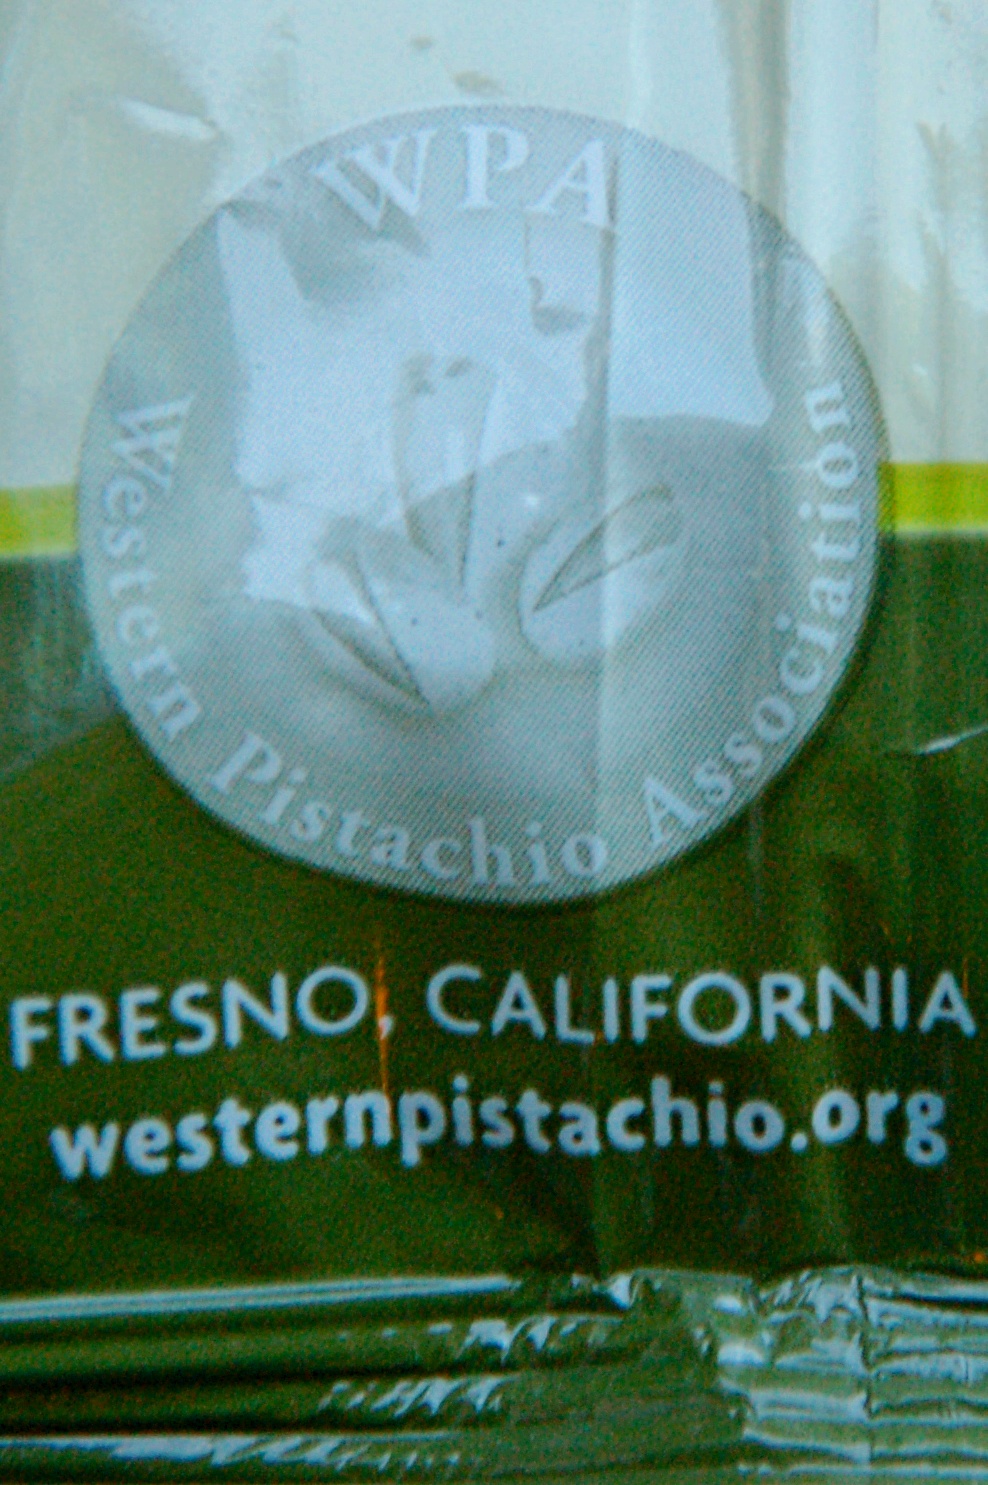 WPA
Western Pistachio Association
FRESNO, CALIFORNIA
westernpistachio.org